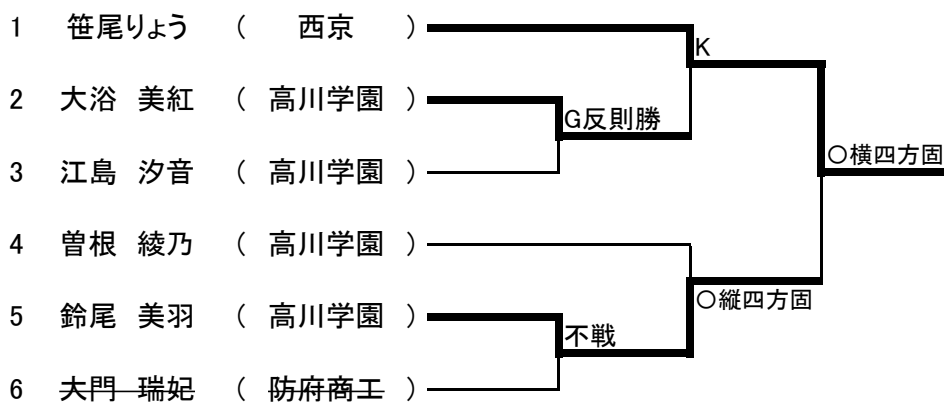 1 笹尾りょう ( 西京 )
K
2 大浴 美紅 ( 高川学園 )
G反則勝
○横四方固
3 江島 汐音 ( 高川学園 )
4 曽根 綾乃 ( 高川学園 )
○縦四方固
5 鈴尾 美羽 ( 高川学園 )
不戦
6 大門 瑞妃 ( 防府商工 )